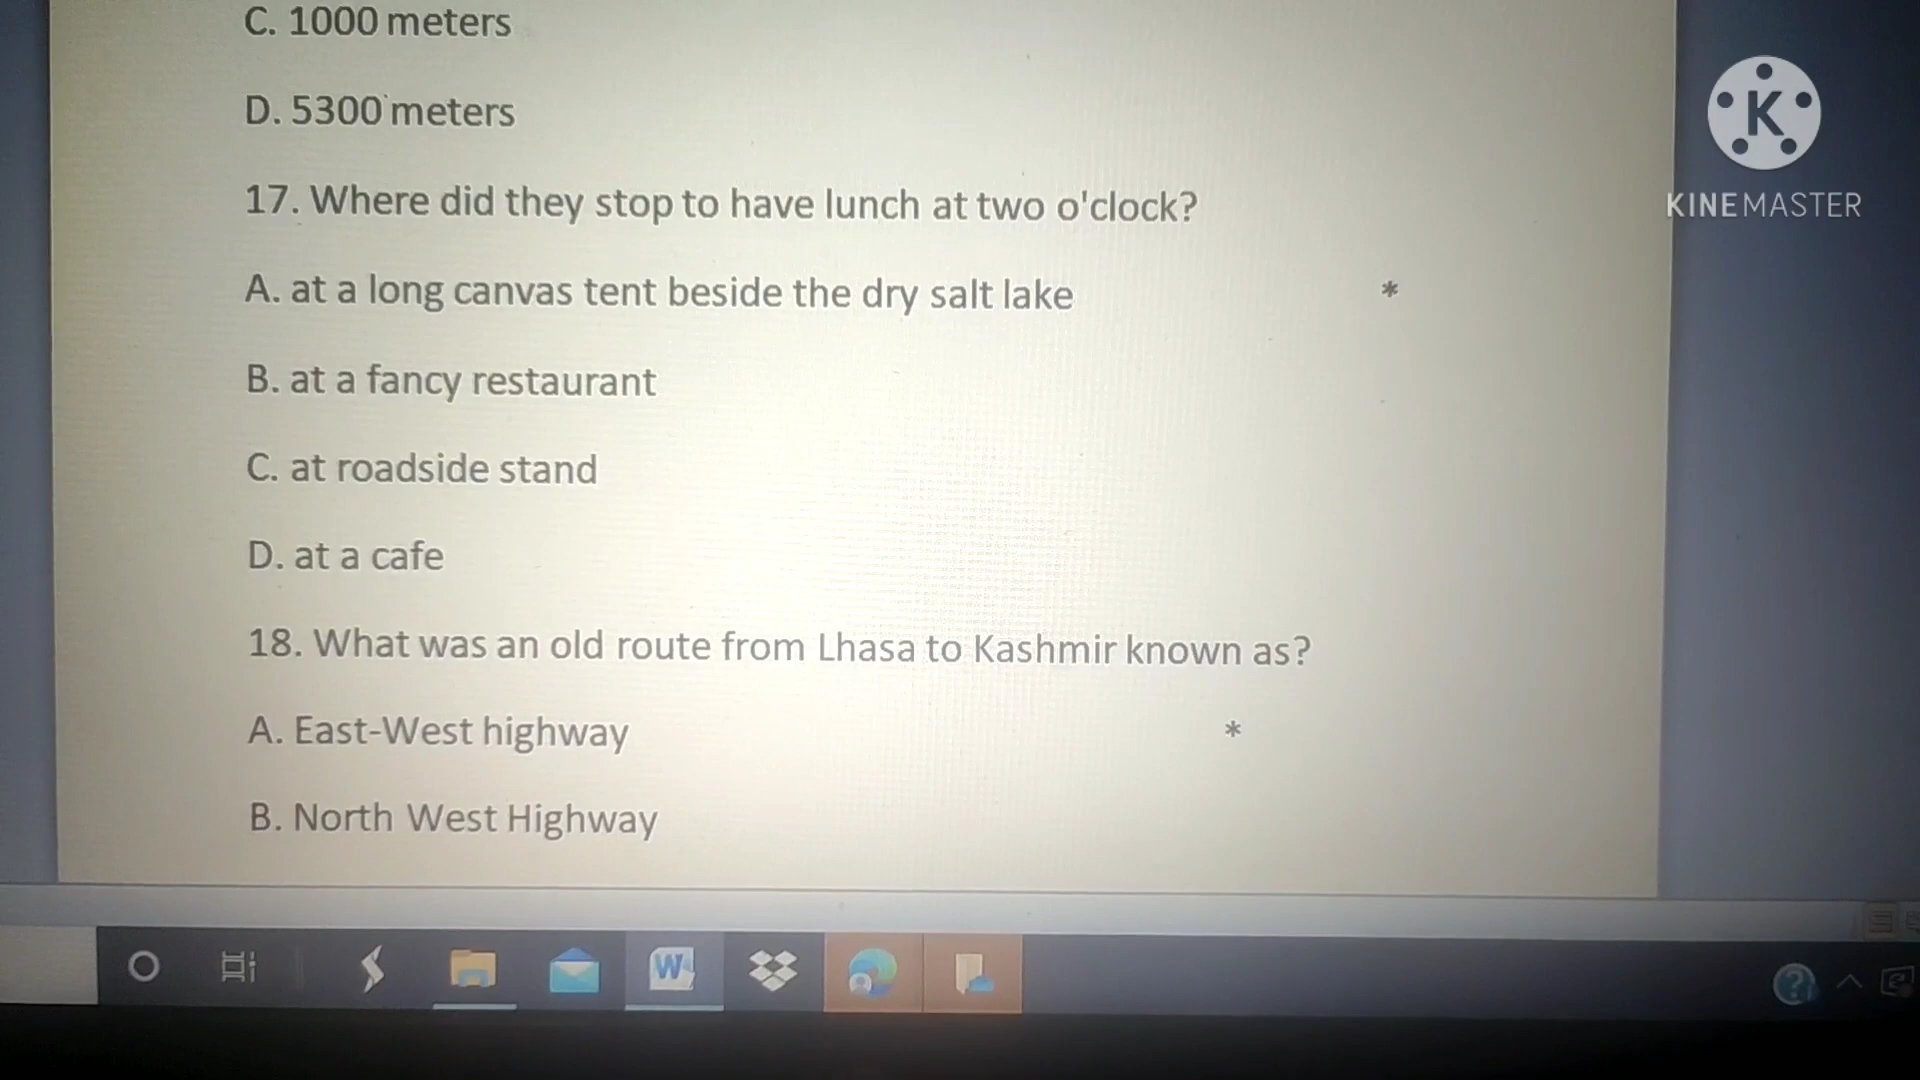 C. 1000 meters
D. 5300 meters
K
KINEMASTER
17. Where did they stop to have lunch at two o'clock?
A. at a long canvas tent beside the dry salt lake *
B. at a fancy restaurant
C. at roadside stand
D. at a cafe
18. What was an old route from Lhasa to Kashmir known as?
A. East-West highway *
B. North West Highway
W
?